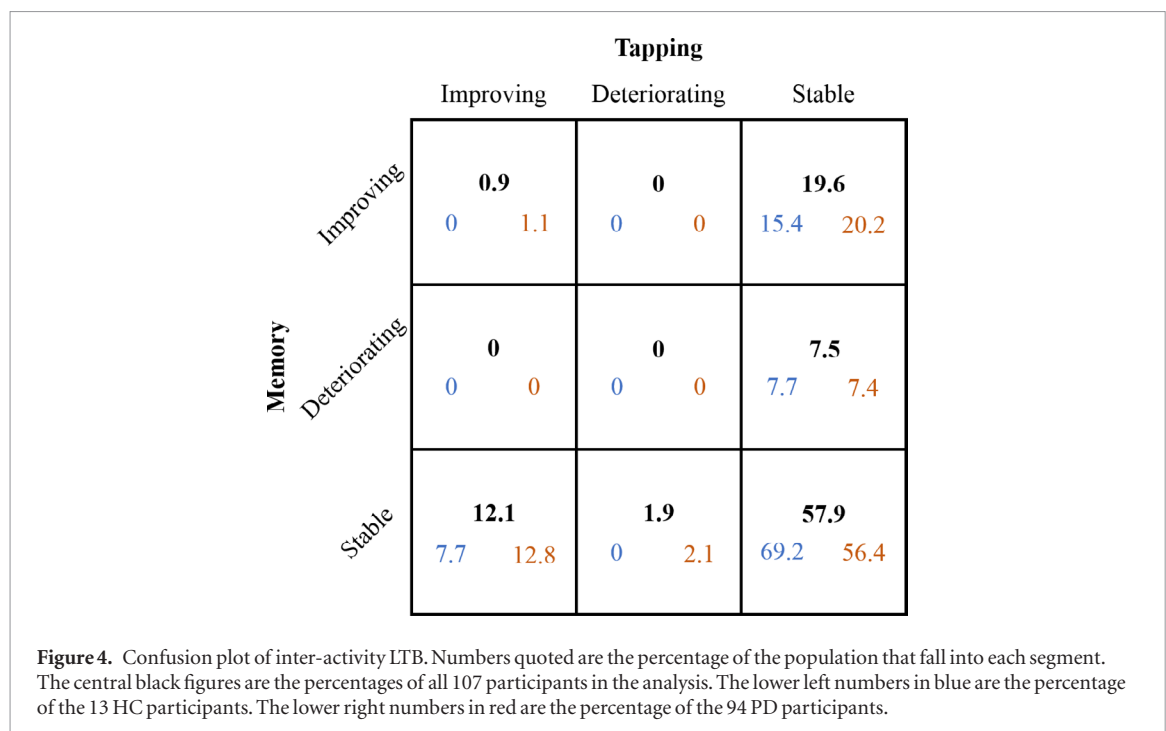 Tapping
Improving Deteriorating Stable
Improving
0.9 0 19.6
0 1.1 0 0 15.4 20.2
Memory
Deteriorating
0 0 7.5
0 0 0 0 7.7 7.4
Stable
12.1 1.9 57.9
7.7 12.8 0 2.1 69.2 56.4
Figure 4. Confusion plot of inter-activity LTB. Numbers quoted are the percentage of the population that fall into each segment.
The central black figures are the percentages of all 107 participants in the analysis. The lower left numbers in blue are the percentage
of the 13 HC participants. The lower right numbers in red are the percentage of the 94 PD participants.